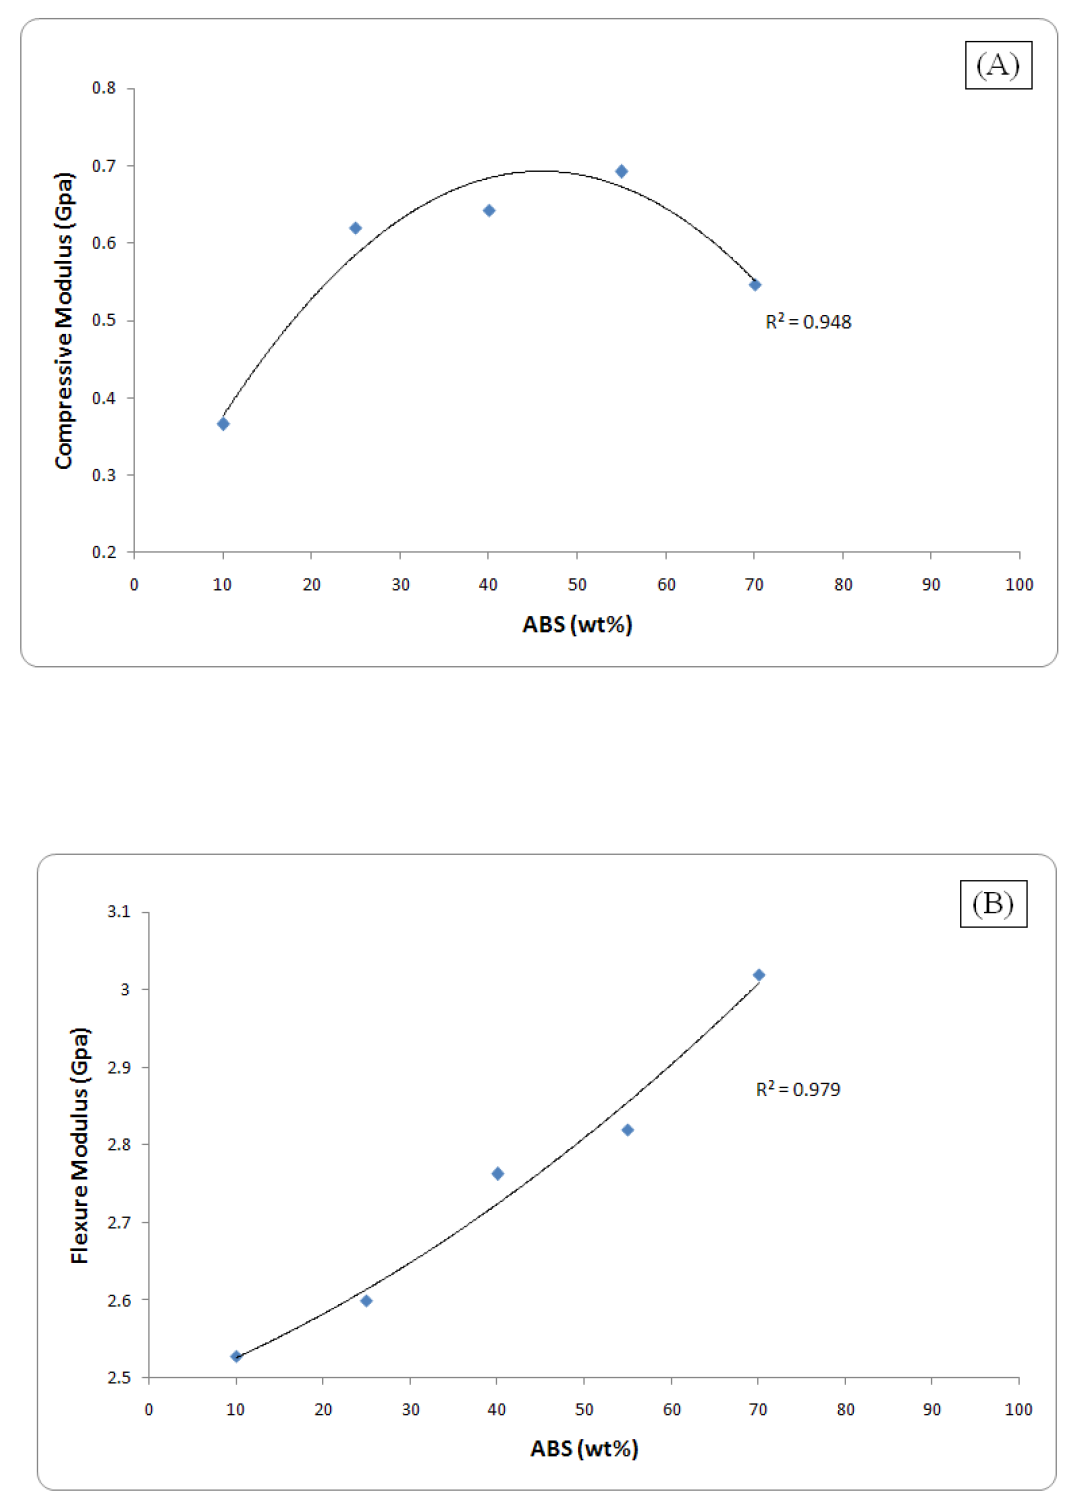 (A)
0.8
0.7
0.6
0.5
0.4
0.3
0.2
Compressive Modulus (Gpa)
R² = 0.948
0 10 20 30 40 50 60 70 80 90 100
ABS (wt%)
(B)
3.1
3
2.9
2.8
2.7
2.6
2.5
Flexure Modulus (Gpa)
R² = 0.979
0 10 20 30 40 50 60 70 80 90 100
ABS (wt%)